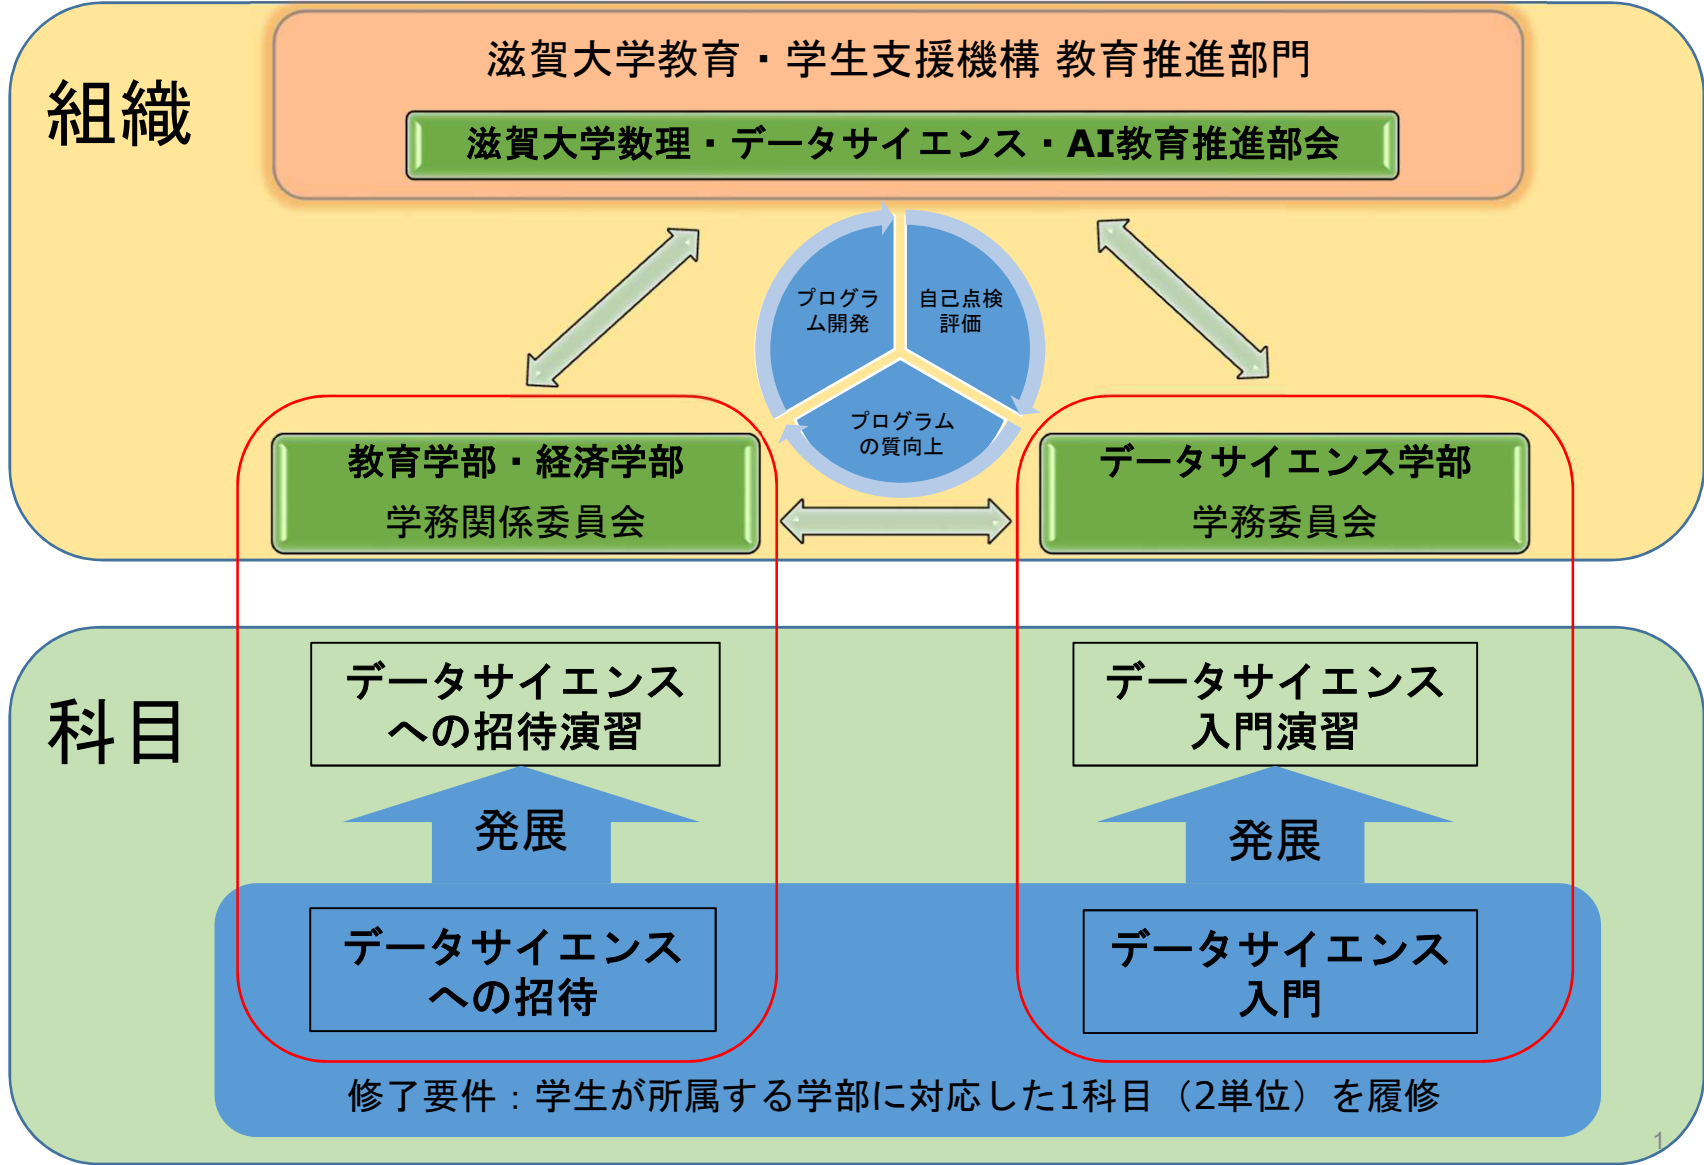 組織
滋賀大学教育・学生支援機構 教育推進部門
滋賀大学数理・データサイエンス・AI教育推進部会
プログラ
ム開発
自己点検
評価
プログラム
の質向上
教育学部・経済学部
学務関係委員会
データサイエンス学部
学務委員会
科目
データサイエンス
への招待演習
データサイエンス
入門演習
発展
発展
データサイエンス
への招待
データサイエンス
入門
修了要件：学生が所属する学部に対応した1科目（2単位）を履修
1